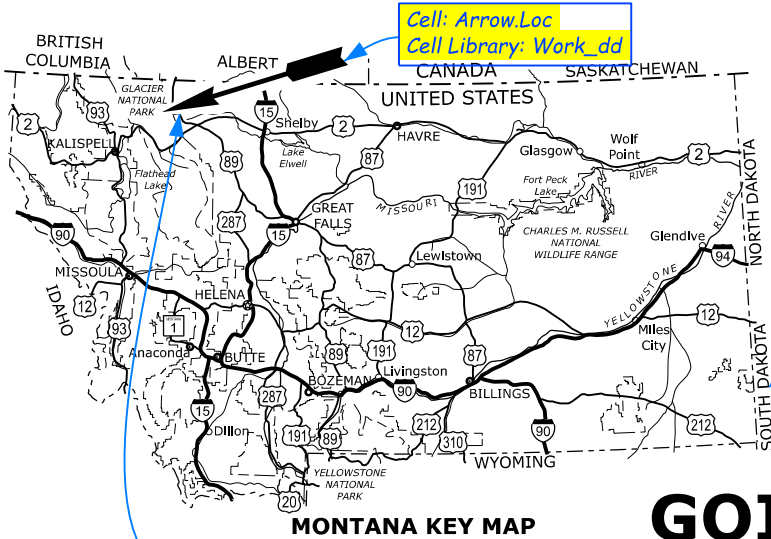 Cell: Arrow.Loc
Cell Library: Work_dd
BRITISH
COLUMBIA
ALBERT
CANADA
SASKATCHEWAN
GLACIER
NATIONAL
PARK
UNITED STATES
93
15
2
Shelby
2
HAVRE
Wolf
Point
KALISPELL
Glasgow
2
Lake
Elwell
89
87
RIVER
Flathead
Lake
191
Fort Peck
Lake
NORTH DAKOTA
MISSOURI
287
GREAT
FALLS
RIVER
90
15
CHARLES M. RUSSELL
NATIONAL
WILDLIFE RANGE
Glendive
87
Lewistown
94
MISSOULA
YELLOWSTONE
IDAHO
12
HELENA
12
12
93
1
Miles
City
Anaconda
BUTTE
89
191
87
SOUTH DAKOTA
Livingston
BOZEMAN
90
BILLINGS
287
15
212
212
Dillon
191
89
310
90
WYOMING
YELLOWSTONE
NATIONAL
PARK
20
MONTANA KEY MAP